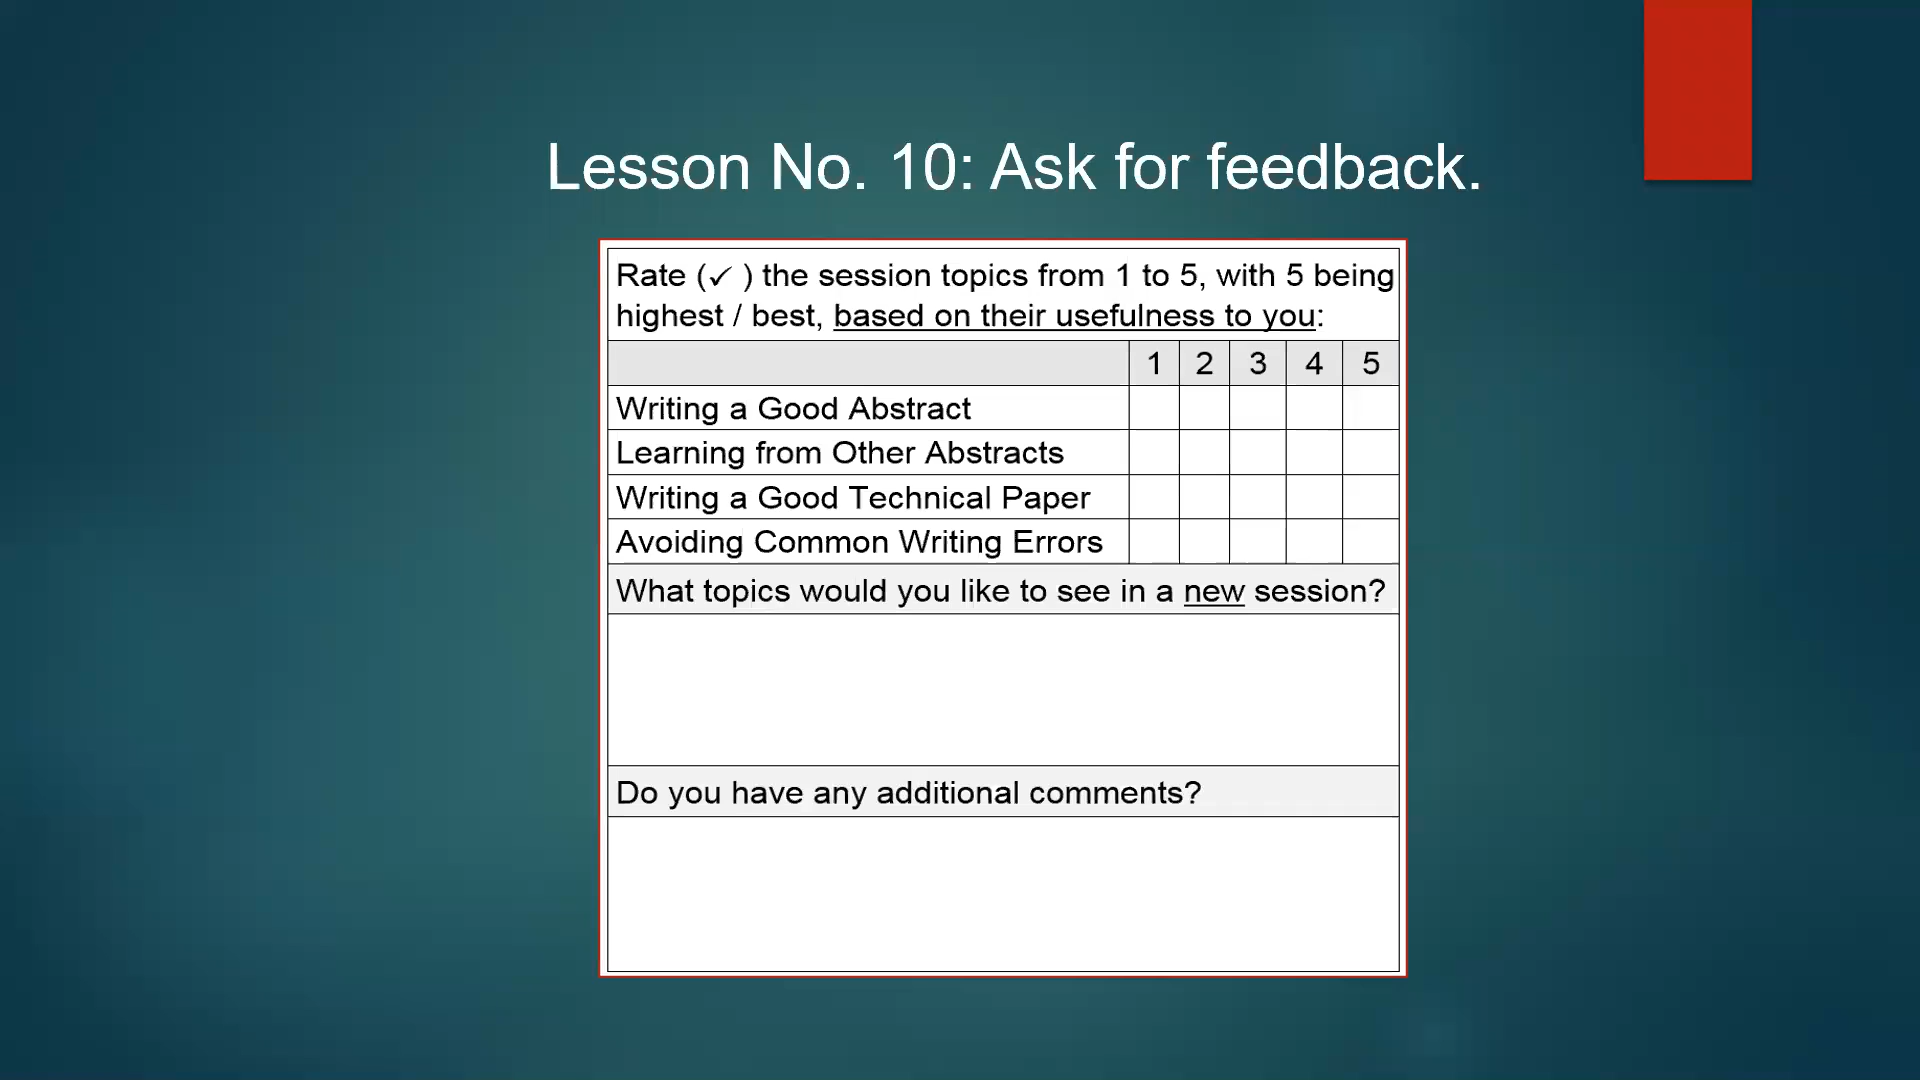 Lesson No. 10: Ask for feedback.
Rate (✓ ) the session topics from 1 to 5, with 5 being
highest / best, based on their usefulness to you:
1 2 3 4 5
Writing a Good Abstract
Learning from Other Abstracts
Writing a Good Technical Paper
Avoiding Common Writing Errors
What topics would you like to see in a new session?
Do you have any additional comments?